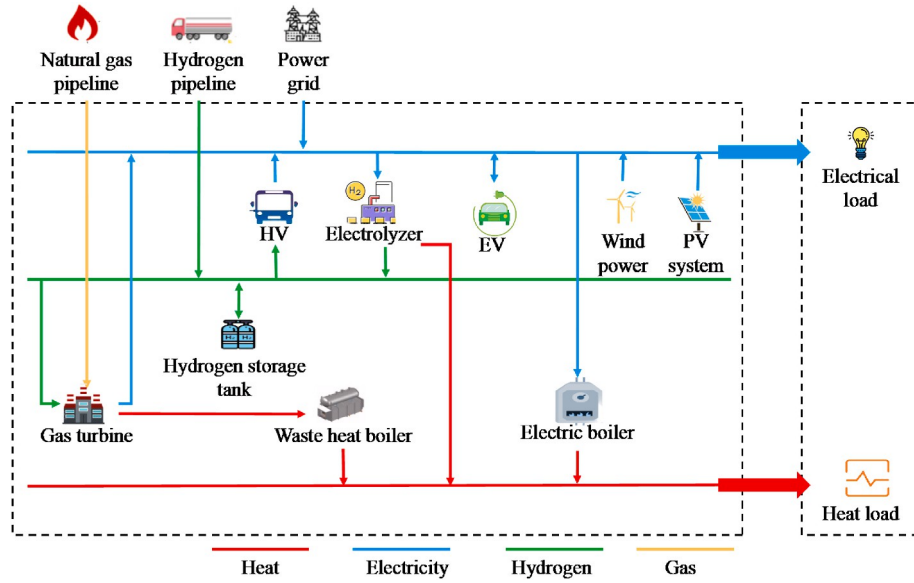 Natural gas
pipeline
Hydrogen
pipeline
Power
grid
HV
H2
Electrolyzer
EV
Wind
power
PV
system
Electrical
load
Hydrogen storage
tank
Gas turbine
Waste heat boiler
Electric boiler
Heat load
Heat
Electricity
Hydrogen
Gas